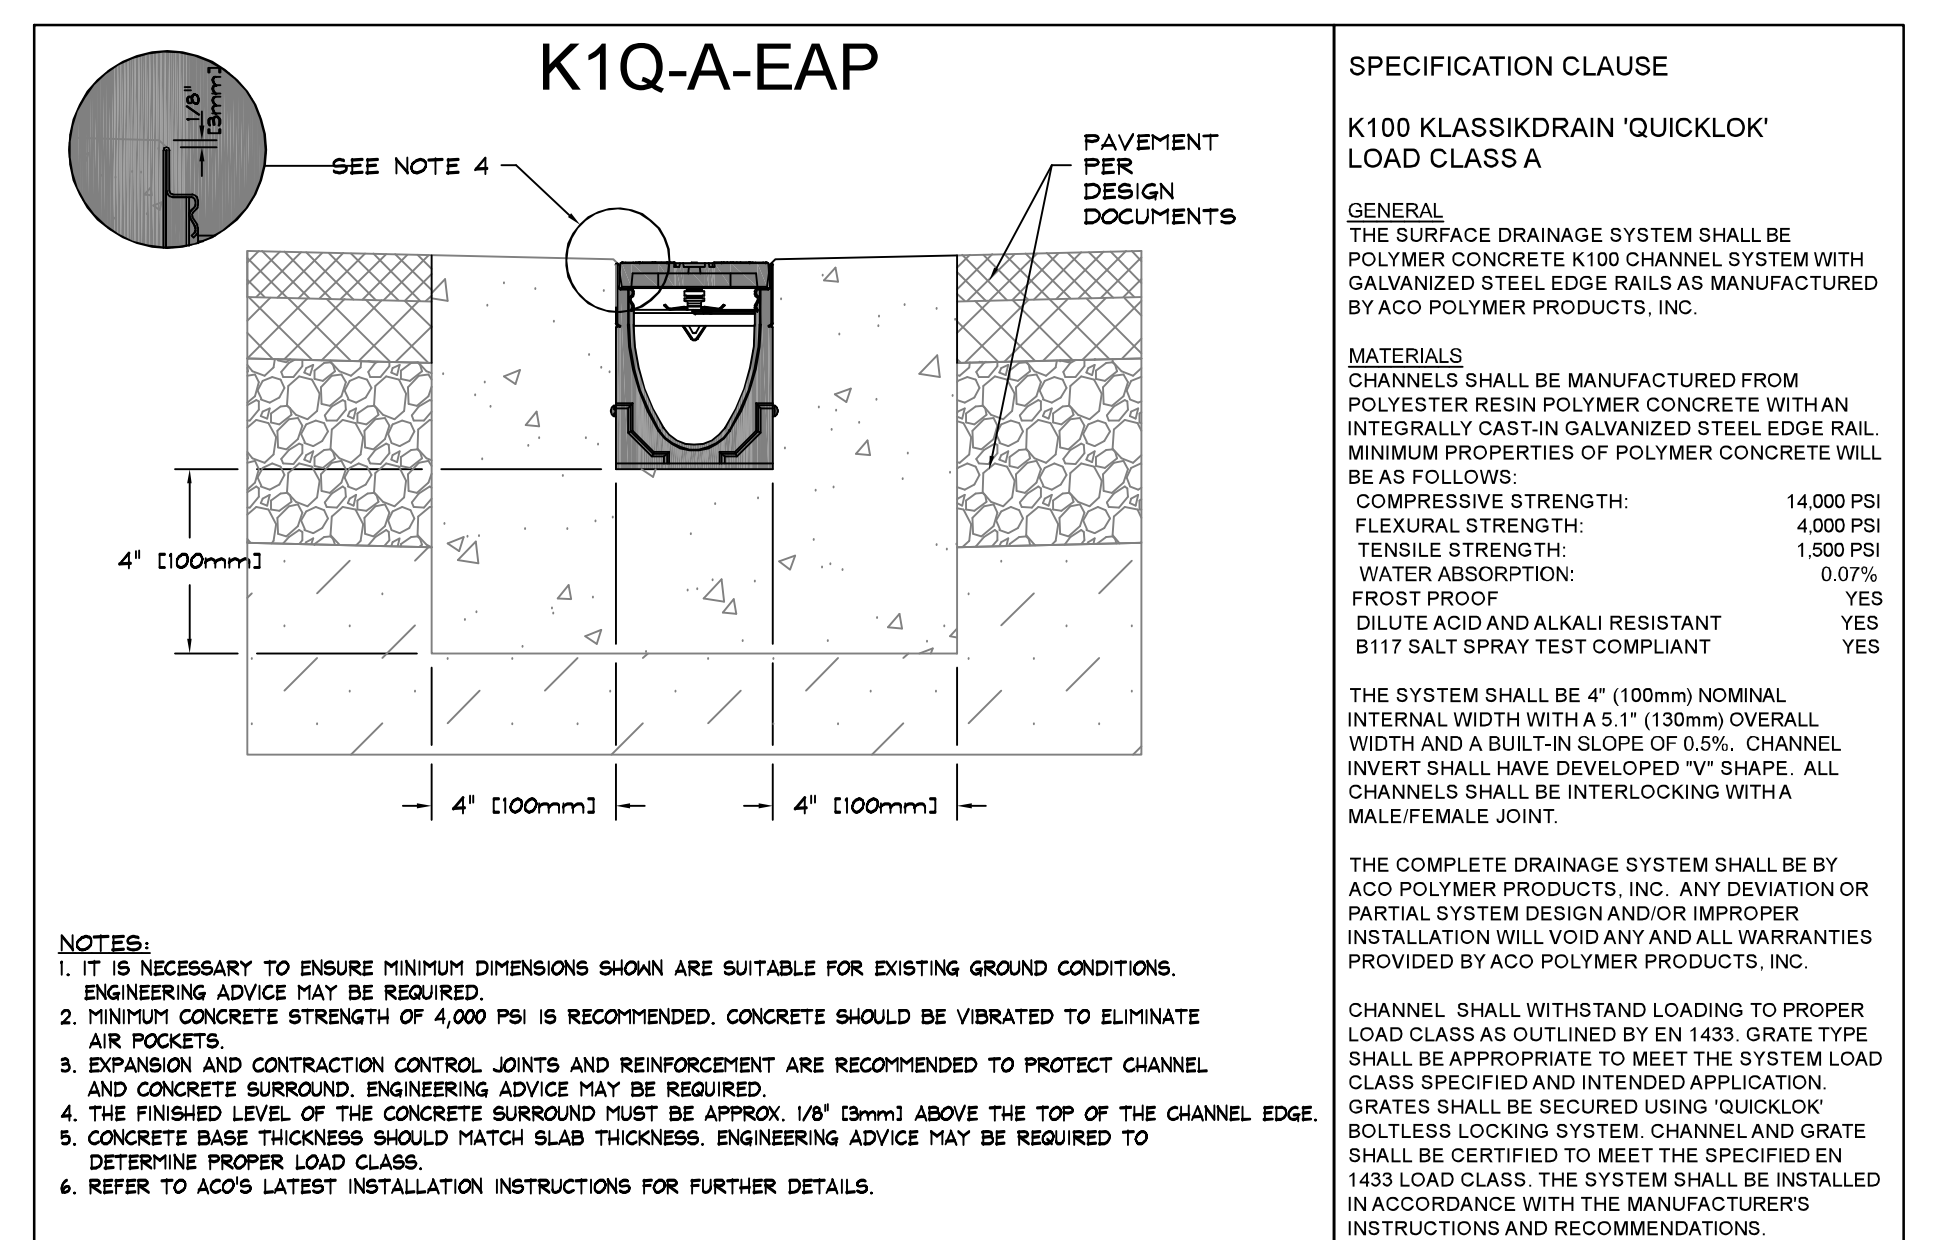 K1Q-A-EAP
1/8"
[3mm]
SEE NOTE 4
PAVEMENT
PER
DESIGN
DOCUMENTS
4" [100mm]
4" [100mm]
4" [100mm]
NOTES:
1. IT IS NECESSARY TO ENSURE MINIMUM DIMENSIONS SHOWN ARE SUITABLE FOR EXISTING GROUND CONDITIONS.
ENGINEERING ADVICE MAY BE REQUIRED.
2. MINIMUM CONCRETE STRENGTH OF 4,000 PSI IS RECOMMENDED. CONCRETE SHOULD BE VIBRATED TO ELIMINATE
AIR POCKETS.
3. EXPANSION AND CONTRACTION CONTROL JOINTS AND REINFORCEMENT ARE RECOMMENDED TO PROTECT CHANNEL
AND CONCRETE SURROUND. ENGINEERING ADVICE MAY BE REQUIRED.
4. THE FINISHED LEVEL OF THE CONCRETE SURROUND MUST BE APPROX. 1/8" [3mm] ABOVE THE TOP OF THE CHANNEL EDGE.
5. CONCRETE BASE THICKNESS SHOULD MATCH SLAB THICKNESS. ENGINEERING ADVICE MAY BE REQUIRED TO
DETERMINE PROPER LOAD CLASS.
6. REFER TO ACO'S LATEST INSTALLATION INSTRUCTIONS FOR FURTHER DETAILS.
SPECIFICATION CLAUSE
K100 KLASSIKDRAIN 'QUICKLOK'
LOAD CLASS A
GENERAL
THE SURFACE DRAINAGE SYSTEM SHALL BE
POLYMER CONCRETE K100 CHANNEL SYSTEM WITH
GALVANIZED STEEL EDGE RAILS AS MANUFACTURED
BY ACO POLYMER PRODUCTS, INC.
MATERIALS
CHANNELS SHALL BE MANUFACTURED FROM
POLYESTER RESIN POLYMER CONCRETE WITH AN
INTEGRALLY CAST-IN GALVANIZED STEEL EDGE RAIL.
MINIMUM PROPERTIES OF POLYMER CONCRETE WILL
BE AS FOLLOWS:
COMPRESSIVE STRENGTH: 14,000 PSI
FLEXURAL STRENGTH: 4,000 PSI
TENSILE STRENGTH: 1,500 PSI
WATER ABSORPTION: 0.07%
FROST PROOF YES
DILUTE ACID AND ALKALI RESISTANT YES
B117 SALT SPRAY TEST COMPLIANT YES
THE SYSTEM SHALL BE 4" (100mm) NOMINAL
INTERNAL WIDTH WITH A 5.1" (130mm) OVERALL
WIDTH AND A BUILT-IN SLOPE OF 0.5%. CHANNEL
INVERT SHALL HAVE DEVELOPED "V" SHAPE. ALL
CHANNELS SHALL BE INTERLOCKING WITH A
MALE/FEMALE JOINT.
THE COMPLETE DRAINAGE SYSTEM SHALL BE BY
ACO POLYMER PRODUCTS, INC. ANY DEVIATION OR
PARTIAL SYSTEM DESIGN AND/OR IMPROPER
INSTALLATION WILL VOID ANY AND ALL WARRANTIES
PROVIDED BY ACO POLYMER PRODUCTS, INC.
CHANNEL SHALL WITHSTAND LOADING TO PROPER
LOAD CLASS AS OUTLINED BY EN 1433. GRATE TYPE
SHALL BE APPROPRIATE TO MEET THE SYSTEM LOAD
CLASS SPECIFIED AND INTENDED APPLICATION.
GRATES SHALL BE SECURED USING 'QUICKLOK'
BOLTLESS LOCKING SYSTEM. CHANNEL AND GRATE
SHALL BE CERTIFIED TO MEET THE SPECIFIED EN
1433 LOAD CLASS. THE SYSTEM SHALL BE INSTALLED
IN ACCORDANCE WITH THE MANUFACTURER'S
INSTRUCTIONS AND RECOMMENDATIONS.